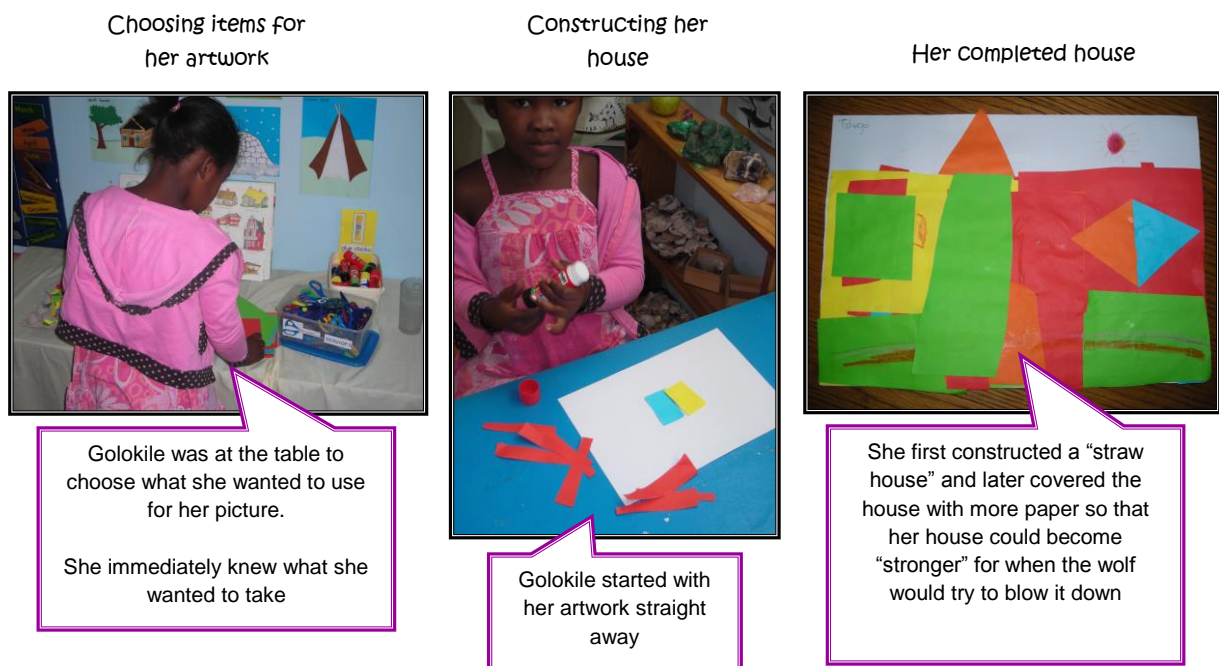 Choosing items for
her artwork
Constructing her
house
Her completed house
Golokile was at the table to
choose what she wanted to use
for her picture.
She immediately knew what she
wanted to take
Golokile started with
her artwork straight
away
She first constructed a “straw
house” and later covered the
house with more paper so that
her house could become
“stronger” for when the wolf
would try to blow it down